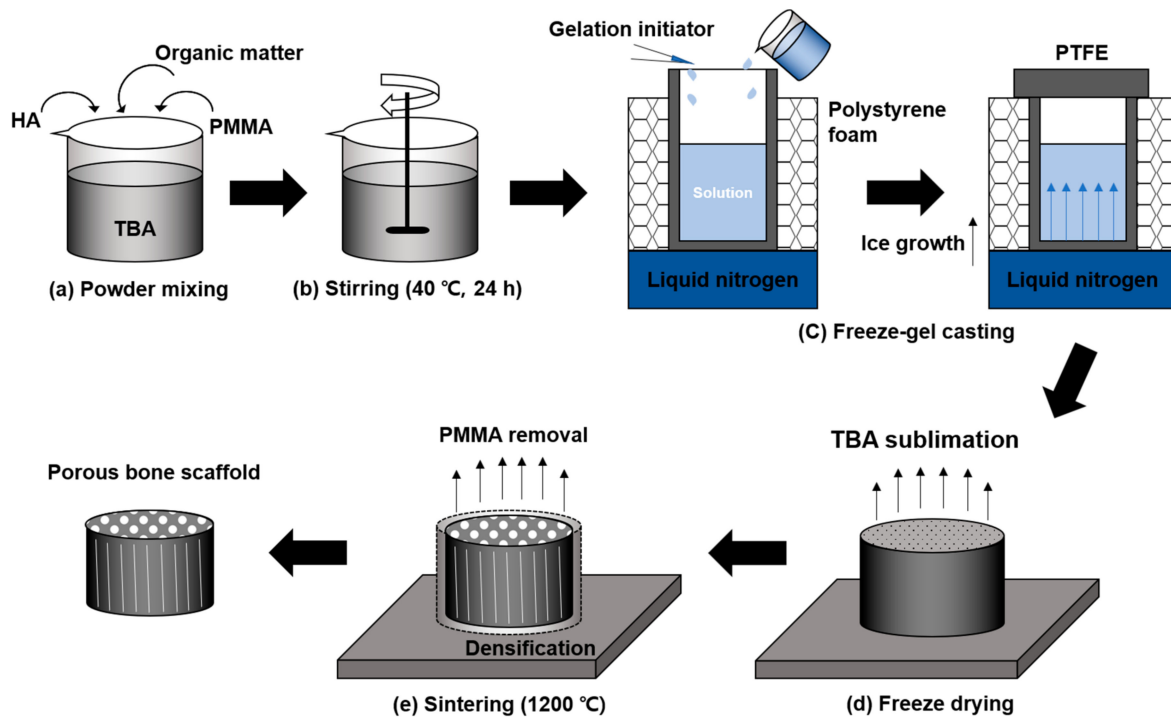 Organic matter
HA
PMMA
TBA
(a) Powder mixing
(b) Stirring (40 ℃, 24 h)
Gelation initiator
Polystyrene
foam
Solution
Liquid nitrogen
PTFE
Ice growth
Liquid nitrogen
(C) Freeze-gel casting
TBA sublimation
(d) Freeze drying
PMMA removal
Densification
(e) Sintering (1200 ℃)
Porous bone scaffold